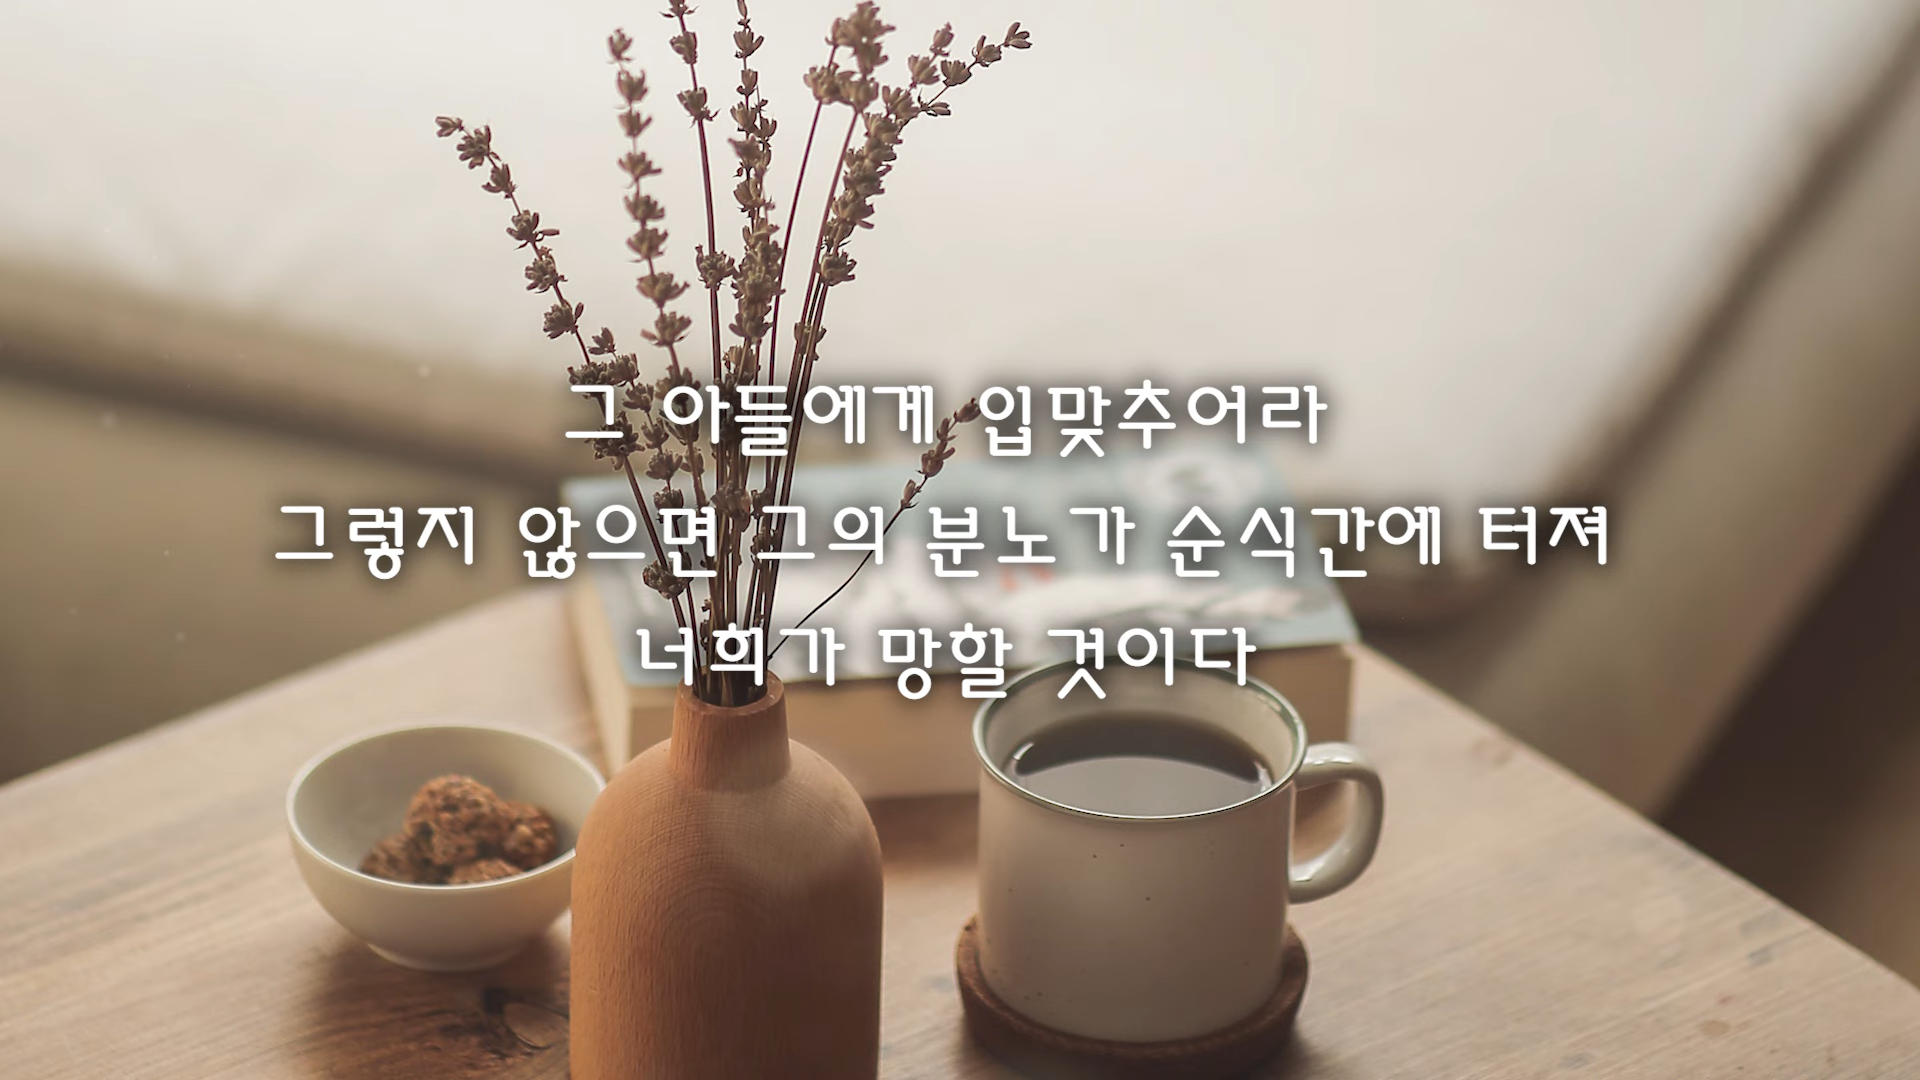 그 아들에게 입맞추어라
그렇지 않으면 그의 분노가 순식간에 터져
너희가 망할 것이다